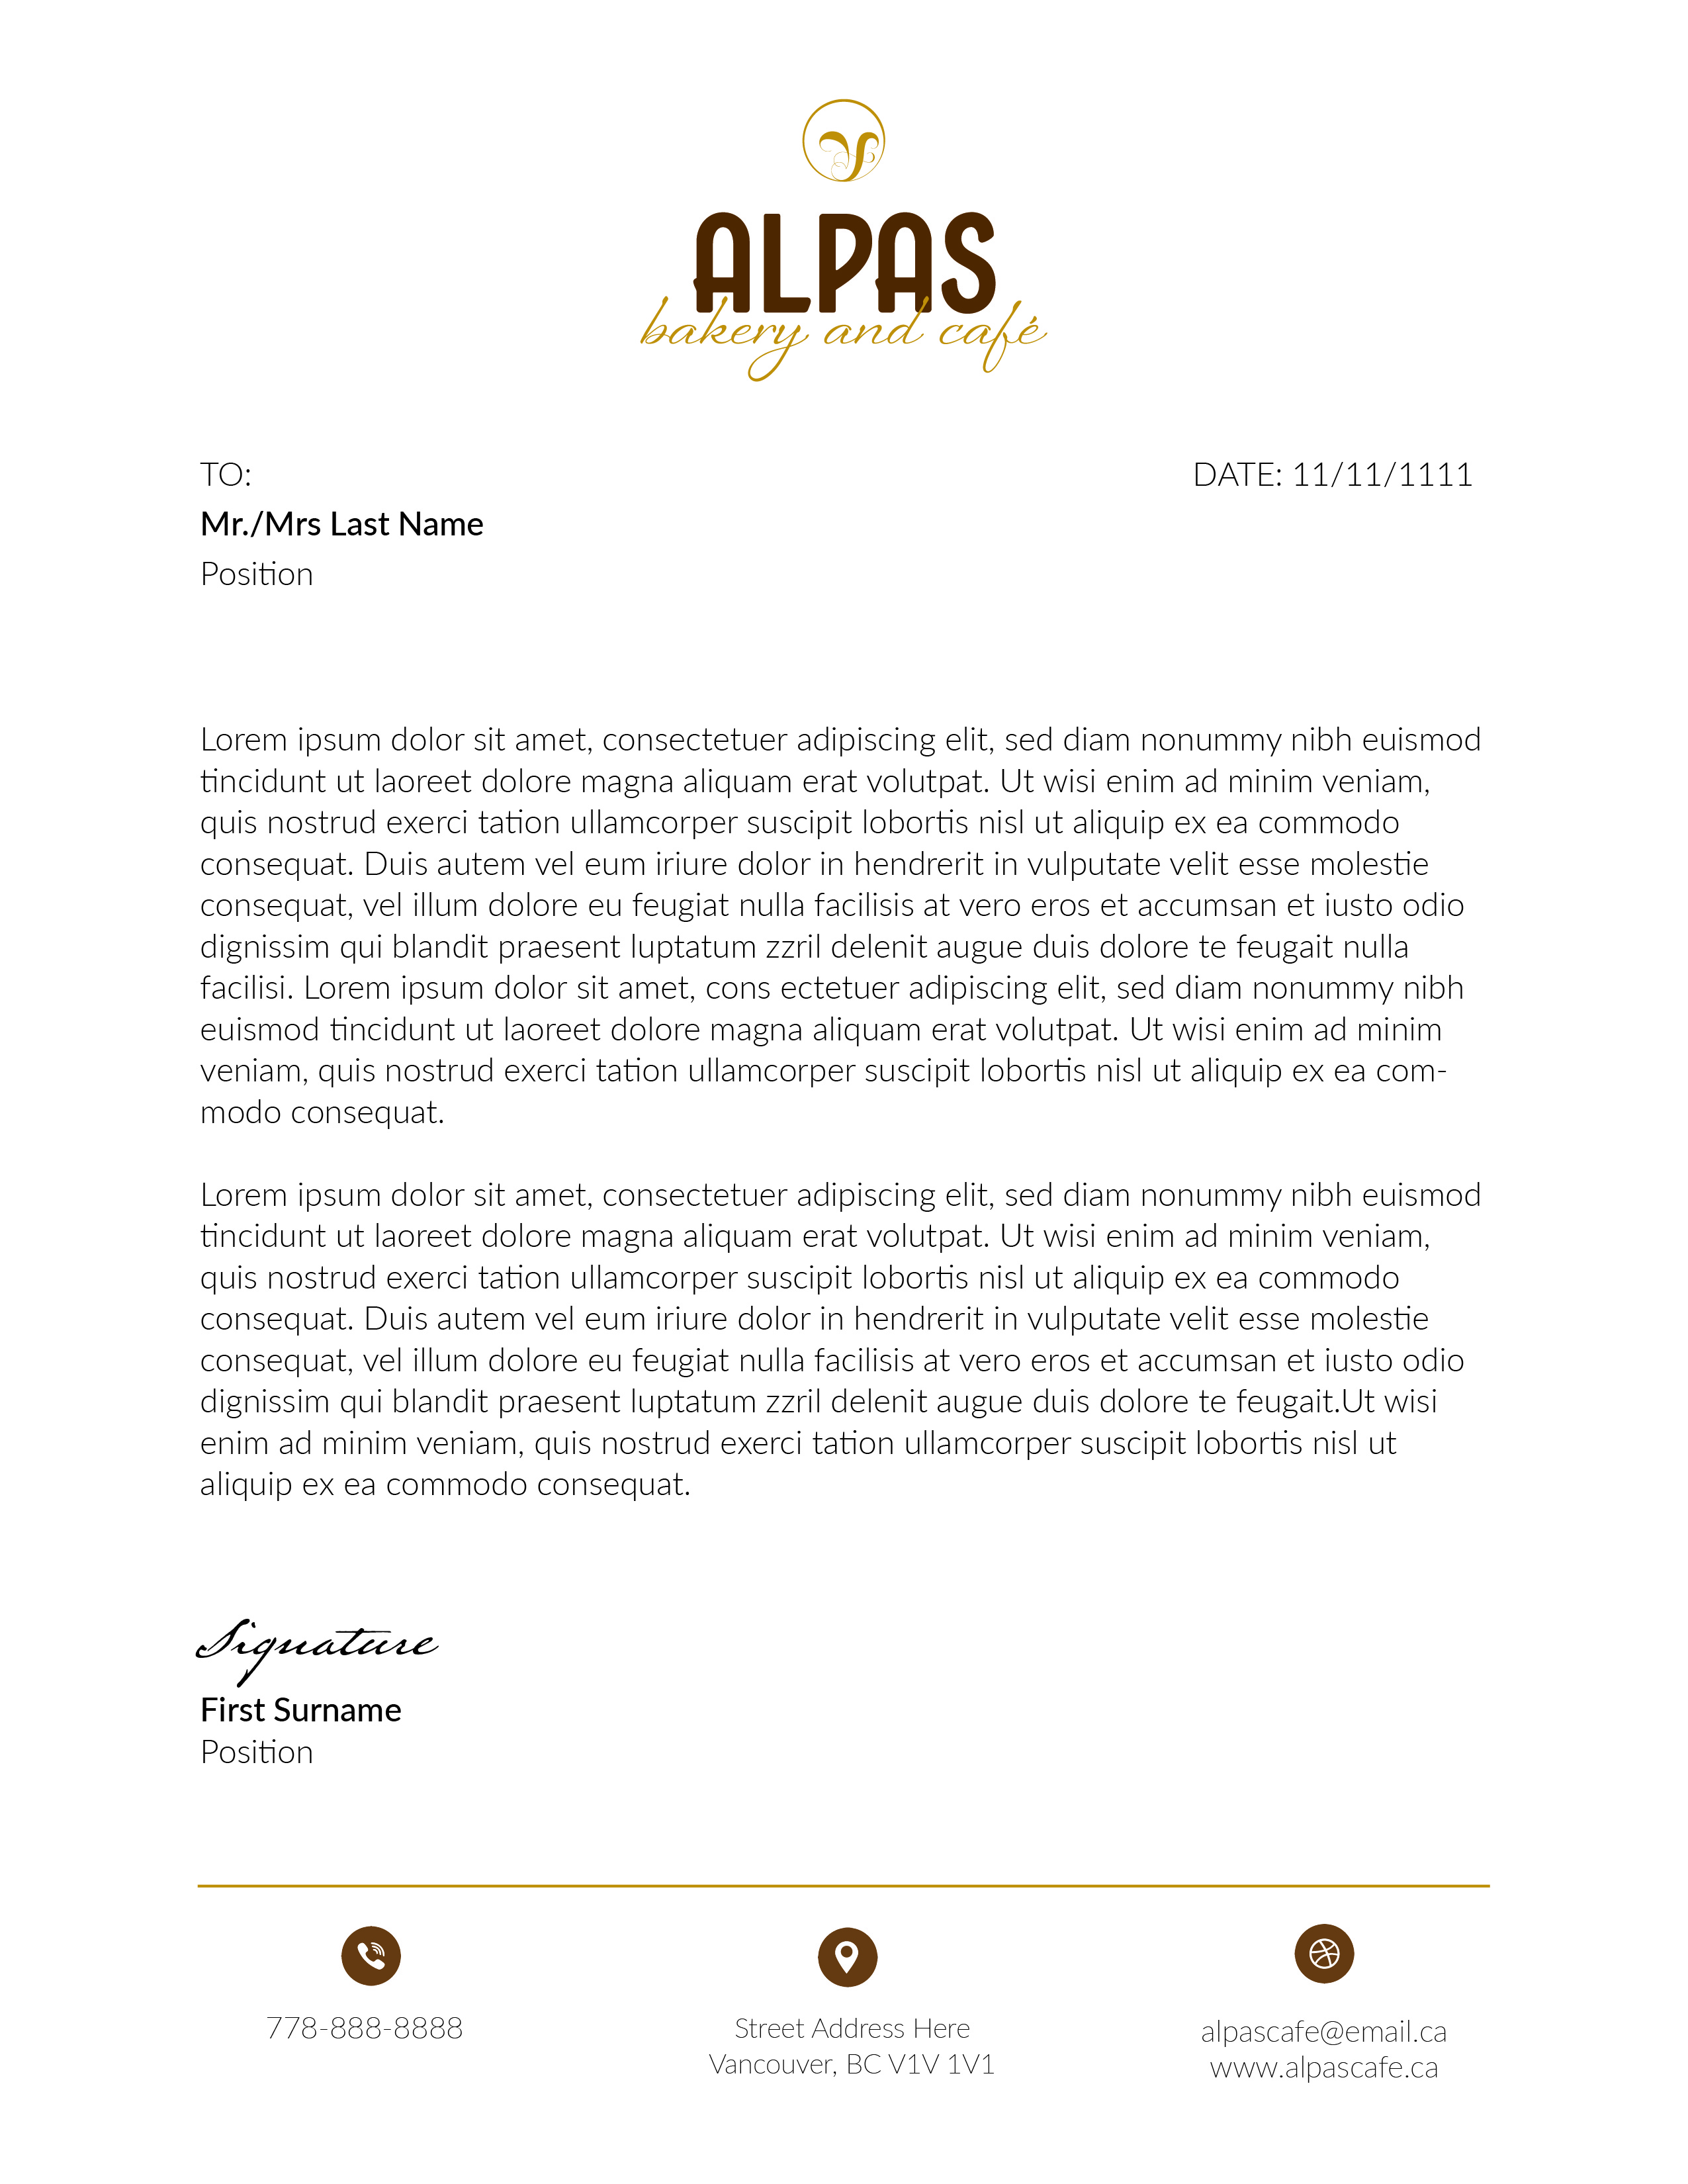 ALPAS
bakery and café
TO:
DATE: 11/11/1111
Mr./Mrs Last Name
Position
Lorem ipsum dolor sit amet, consectetuer adipiscing elit, sed diam nonummy nibh euismod
tincidunt ut laoreet dolore magna aliquam erat volutpat. Ut wisi enim ad minim veniam,
quis nostrud exerci tation ullamcorper suscipit lobortis nisl ut aliquip ex ea commodo
consequat. Duis autem vel eum iriure dolor in hendrerit in vulputate velit esse molestie
consequat, vel illum dolore eu feugiat nulla facilisis at vero eros et accumsan et iusto odio
dignissim qui blandit praesent luptatum zzril delenit augue duis dolore te feugait nulla
facilisi. Lorem ipsum dolor sit amet, cons ectetuer adipiscing elit, sed diam nonummy nibh
euismod tincidunt ut laoreet dolore magna aliquam erat volutpat. Ut wisi enim ad minim
veniam, quis nostrud exerci tation ullamcorper suscipit lobortis nisl ut aliquip ex ea com-
modo consequat.
Lorem ipsum dolor sit amet, consectetuer adipiscing elit, sed diam nonummy nibh euismod
tincidunt ut laoreet dolore magna aliquam erat volutpat. Ut wisi enim ad minim veniam,
quis nostrud exerci tation ullamcorper suscipit lobortis nisl ut aliquip ex ea commodo
consequat. Duis autem vel eum iriure dolor in hendrerit in vulputate velit esse molestie
consequat, vel illum dolore eu feugiat nulla facilisis at vero eros et accumsan et iusto odio
dignissim qui blandit praesent luptatum zzril delenit augue duis dolore te feugait.Ut wisi
enim ad minim veniam, quis nostrud exerci tation ullamcorper suscipit lobortis nisl ut
aliquip ex ea commodo consequat.
Signature
First Surname
Position
778-888-8888
Street Address Here
Vancouver, BC V1V 1V1
alpascafe@email.ca
www.alpascafe.ca